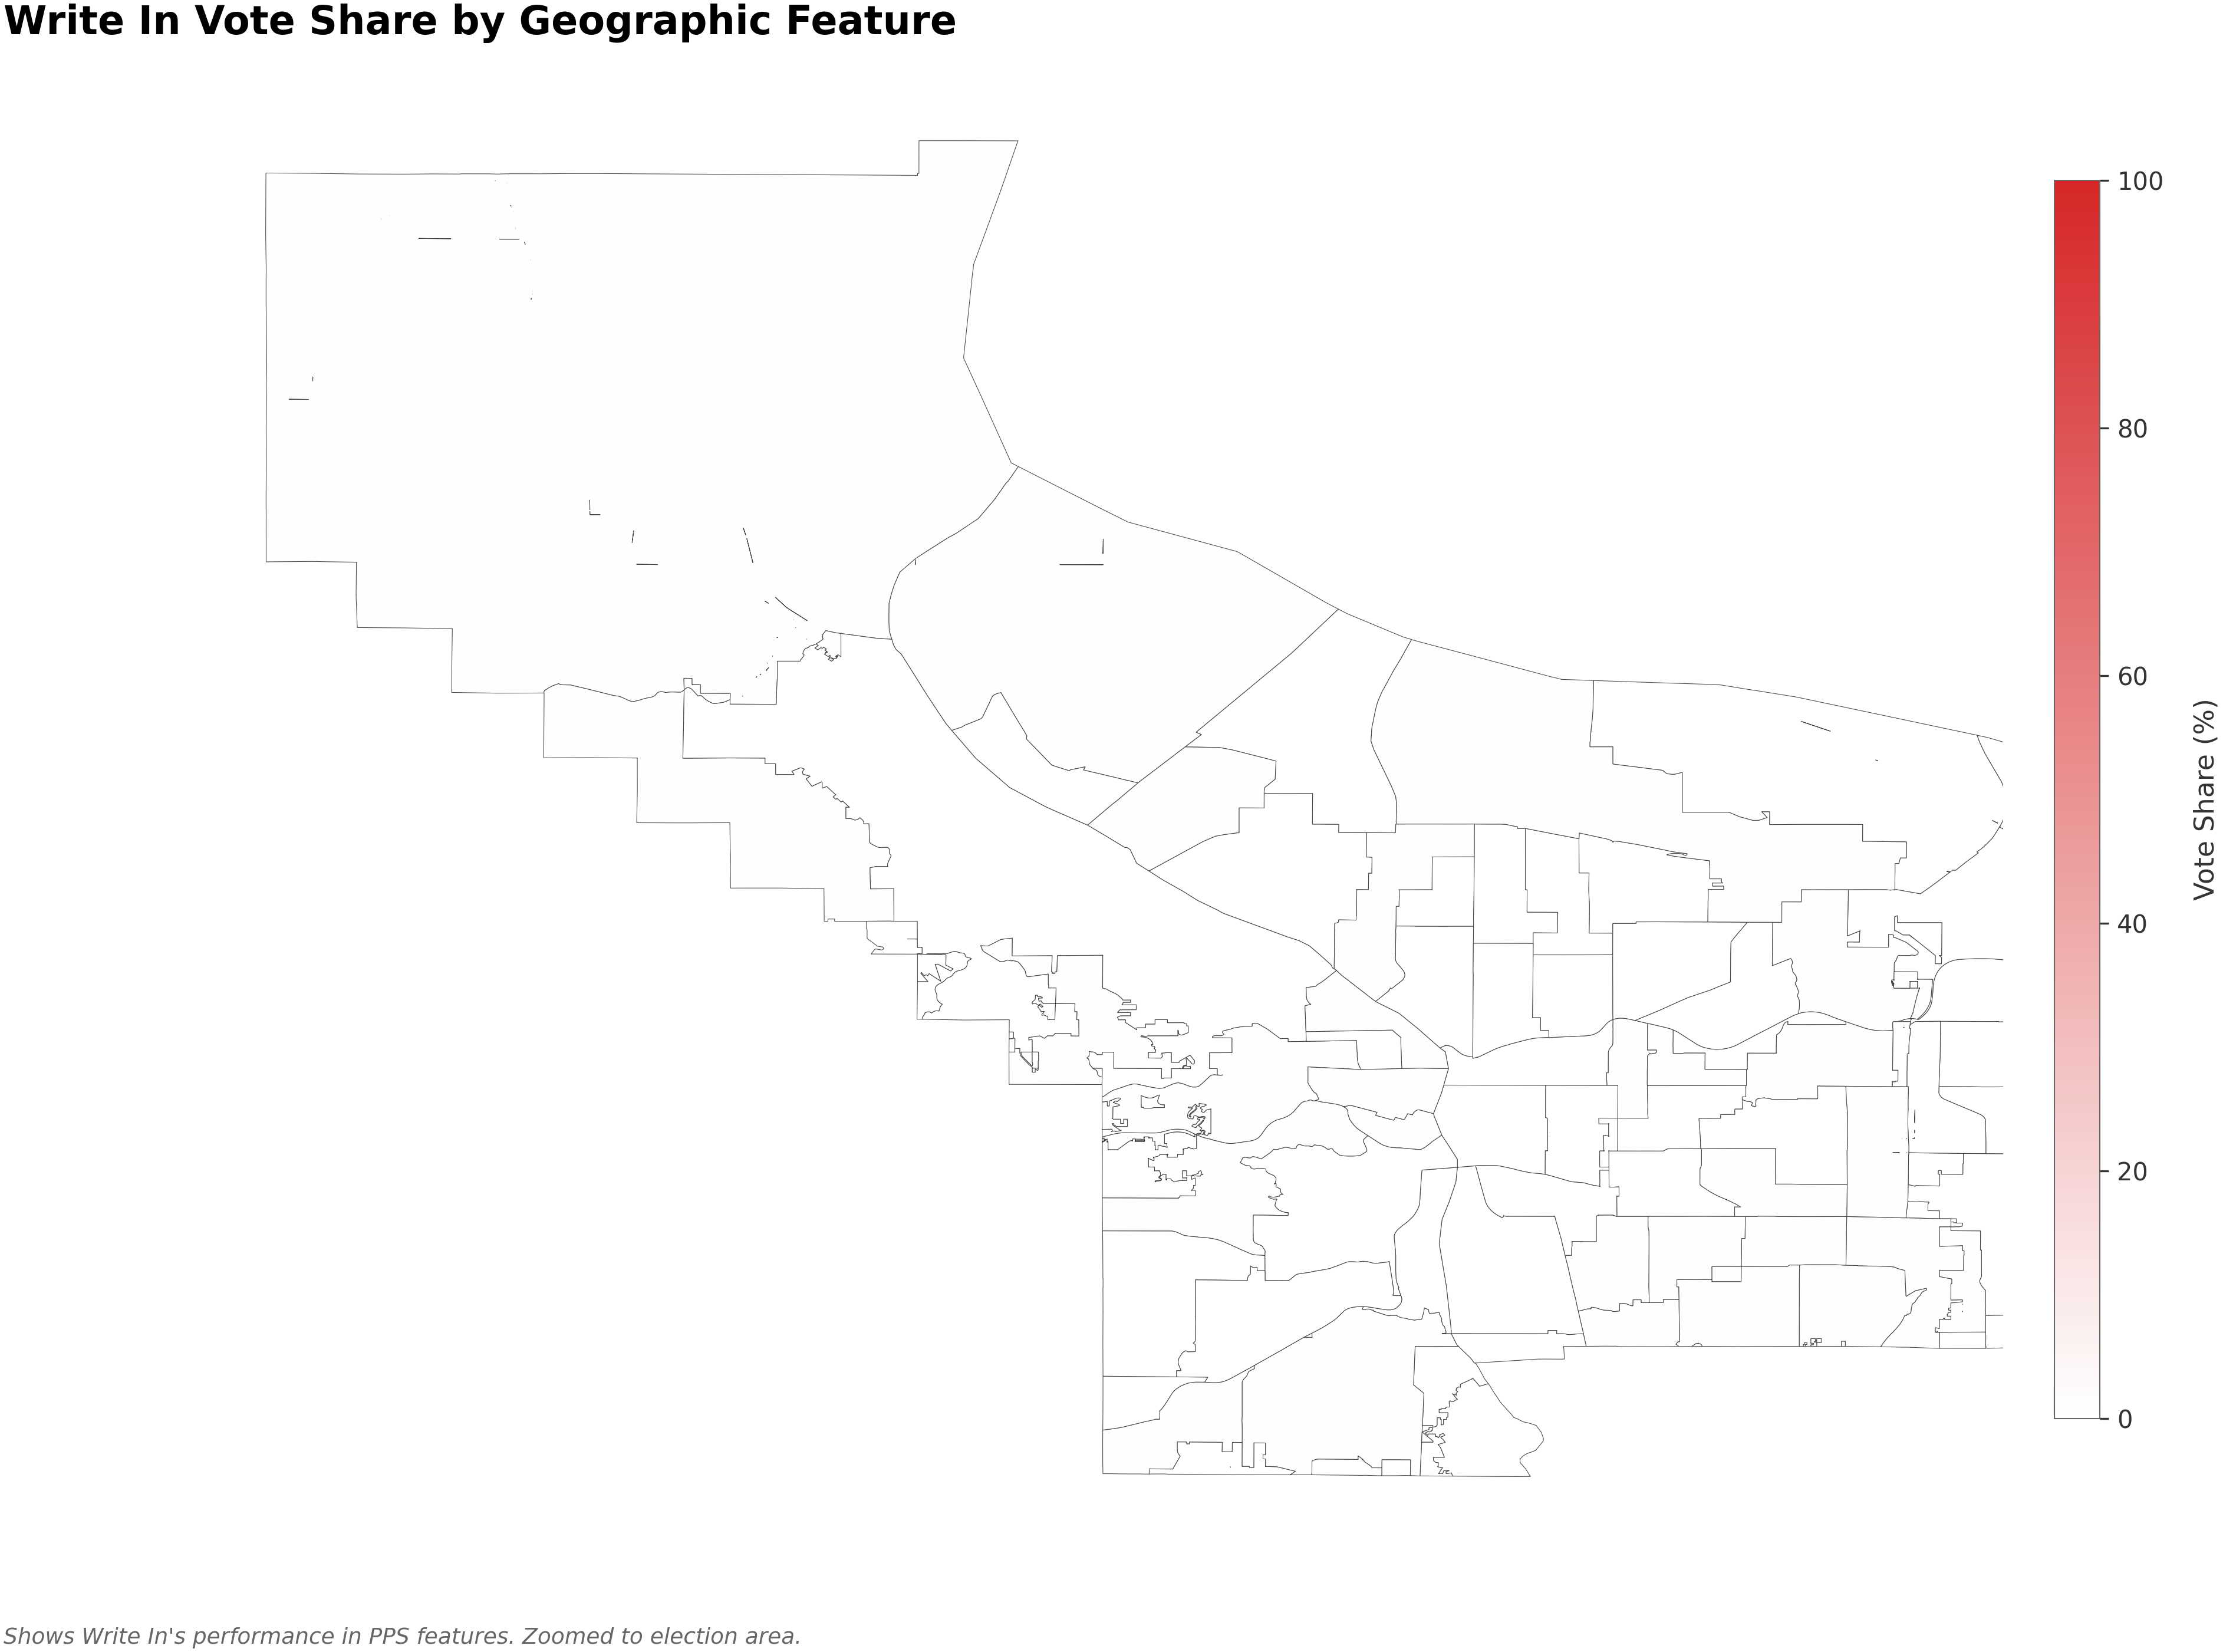 Write In Vote Share by Geographic Feature
100
80
60
40
20
0
Vote Share (%)
Shows Write In's performance in PPS features. Zoomed to election area.